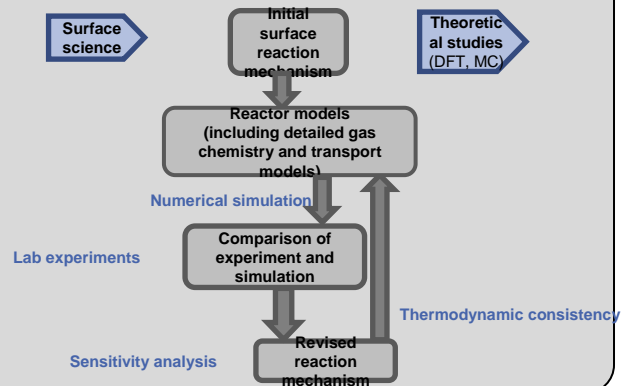 Surface
science
Initial
surface
reaction
mechanism
Theoretic
al studies
(DFT, MC)
Reactor models
(including detailed gas
chemistry and transport
models)
Numerical simulation
Comparison of
experiment and
simulation
Lab experiments
Thermodynamic consistency
Sensitivity analysis
Revised
reaction
mechanism